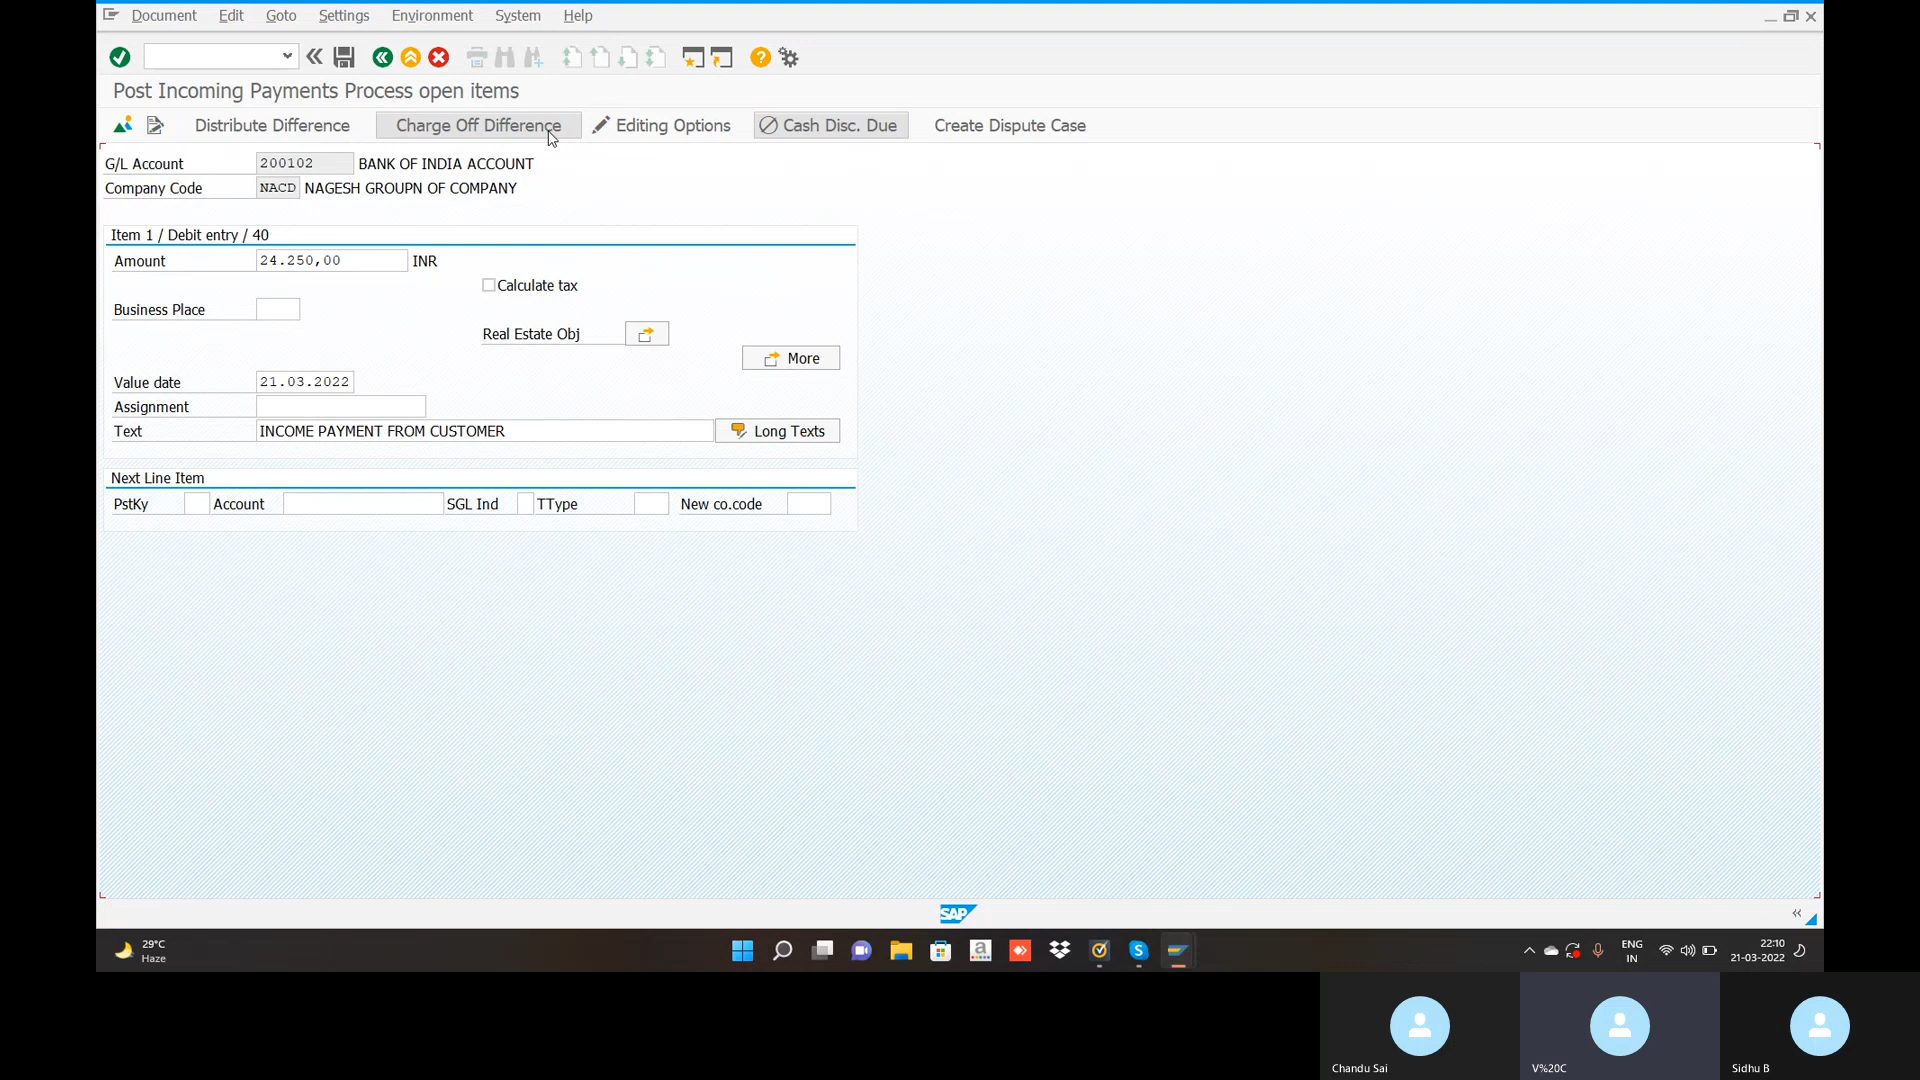 Document Edit Goto Settings Environment System Help
Post Incoming Payments Process open items
Distribute Difference Charge Off Difference Editing Options Cash Disc. Due Create Dispute Case
G/L Account 200102 BANK OF INDIA ACCOUNT
Company Code NACD NAGESH GROUPN OF COMPANY
Item 1 / Debit entry / 40
Amount 24.250,00 INR
Calculate tax
Business Place
Real Estate Obj
More
Value date 21.03.2022
Assignment
Text INCOME PAYMENT FROM CUSTOMER Long Texts
Next Line Item
PstKy Account SGL Ind TType New co.code
SAP
29°C
Haze
ENG
IN
22:10
21-03-2022
Chandu Sai V%20C Sidhu B